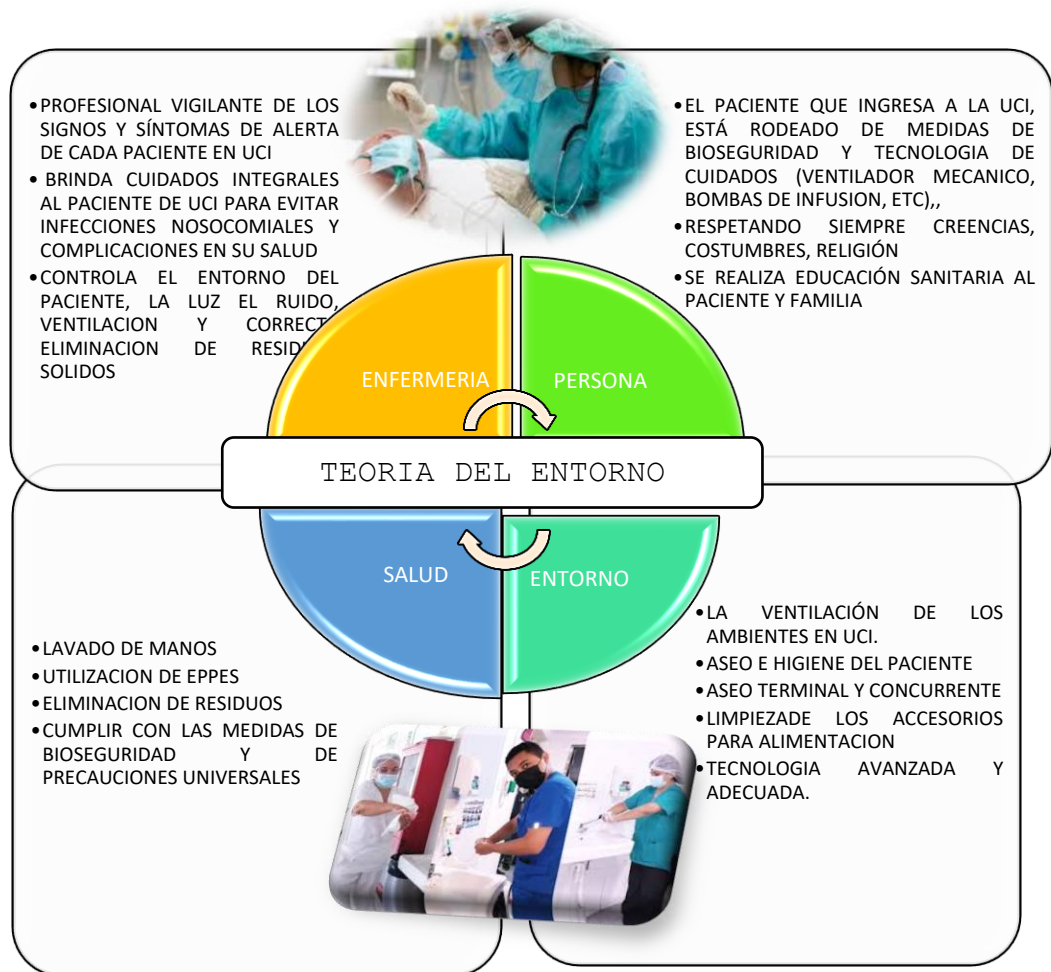 •PROFESIONAL VIGILANTE DE LOS
SIGNOS Y SÍNTOMAS DE ALERTA
DE CADA PACIENTE EN UCI
• BRINDA CUIDADOS INTEGRALES
AL PACIENTE DE UCI PARA EVITAR
INFECCIONES NOSOCOMIALES Y
COMPLICACIONES EN SU SALUD
•CONTROLA EL ENTORNO DEL
PACIENTE, LA LUZ EL RUIDO,
VENTILACION Y
ELIMINACION DE
SOLIDOS
•EL PACIENTE QUE INGRESA A LA UCI,
ESTÁ RODEADO DE MEDIDAS DE
BIOSEGURIDAD Y TECNOLOGIA DE
CUIDADOS (VENTILADOR MECANICO,
BOMBAS DE INFUSION, ETC),,
•RESPETANDO SIEMPRE CREENCIAS,
COSTUMBRES, RELIGIÓN
•SE REALIZA EDUCACIÓN SANITARIA AL
PACIENTE Y FAMILIA
ENFERMERIA
PERSONA
TEORIA DEL ENTORNO
SALUD
ENTORNO
•LAVADO DE MANOS
•UTILIZACION DE EPPES
•ELIMINACION DE RESIDUOS
•CUMPLIR CON LAS MEDIDAS DE
BIOSEGURIDAD Y DE
PRECAUCIONES UNIVERSALES
•LA VENTILACIÓN DE LOS
AMBIENTES EN UCI.
•ASEO E HIGIENE DEL PACIENTE
•ASEO TERMINAL Y CONCURRENTE
•LIMPIEZADE LOS ACCESORIOS
PARA ALIMENTACION
•TECNOLOGIA AVANZADA Y
ADECUADA.